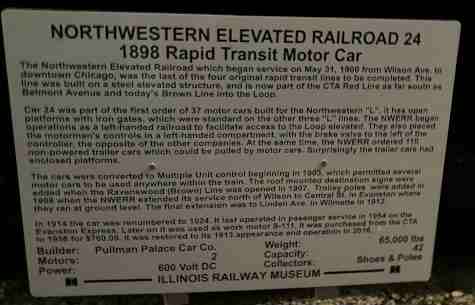 NORTHWESTERN ELEVATED RAILROAD 24
1898 Rapid Transit Motor Car
The Northwestern Elevated Railroad which began service on May 31, 1900 from Wilson Ave. in
downtown Chicago, was the last of the four original rapid transit lines to be completed. This
line was built on a steel elevated structure, and is now part of the CTA Red Line as far south as
Belmont Avenue and today's Brown Line into the Loop.
Car 24 was part of the first order of 37 motor cars built for the Northwestern "L". It has open
platforms with iron gates, which were standard on the other three "L" lines. The NWERR began
operations as a left-handed railroad to facilitate access to the Loop elevated. They also placed
the motorman's controls in a left-handed compartment, with the brake valve to the left of the
controller, the opposite of the other companies. At the same time, the NWERR ordered 110
non-powered trailer cars which could be pulled by motor cars. Surprisingly the trailer cars had
enclosed platforms.
The cars were converted to Multiple Unit control beginning in which permitted several
motor cars to be used anywhere within the train. The roof mounted destination signs were
added when the Ravenswood (Brown) Line was opened in 1907. Trolley poles were added in
1908 when the NWERR extended its service north of Wilson to Central St. in Evanston where
they ran at ground level. The final extension was to Linden Ave in Wilmette in 1912.
In 1914 the car was renumbered to 1024. It last operated in passenger service in 1954 on the
Evanston Express. Later on it was used as work motor S-111. It was purchased from the CTA
in 1958 for It was restored to its 1913 appearance and operation in 2016.
Builder: Pullman Palace Car Co. Weight: 65,000 lbs
Motors: 2 Capacity: 42
Power: 600 Volt DC Collectors: Shoes & Poles
ILLINOIS RAILWAY MUSEUM